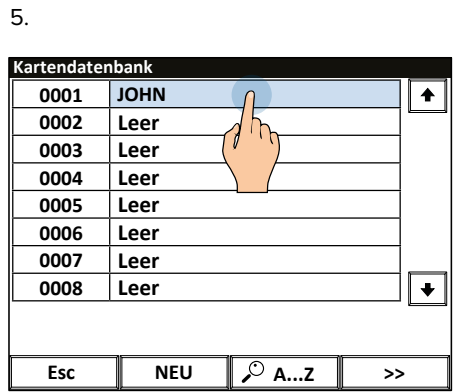 5.
Kartendatenbank
0001 JOHN
0002 Leer
0003 Leer
0004 Leer
0005 Leer
0006 Leer
0007 Leer
0008 Leer
Esc NEU A...Z >>